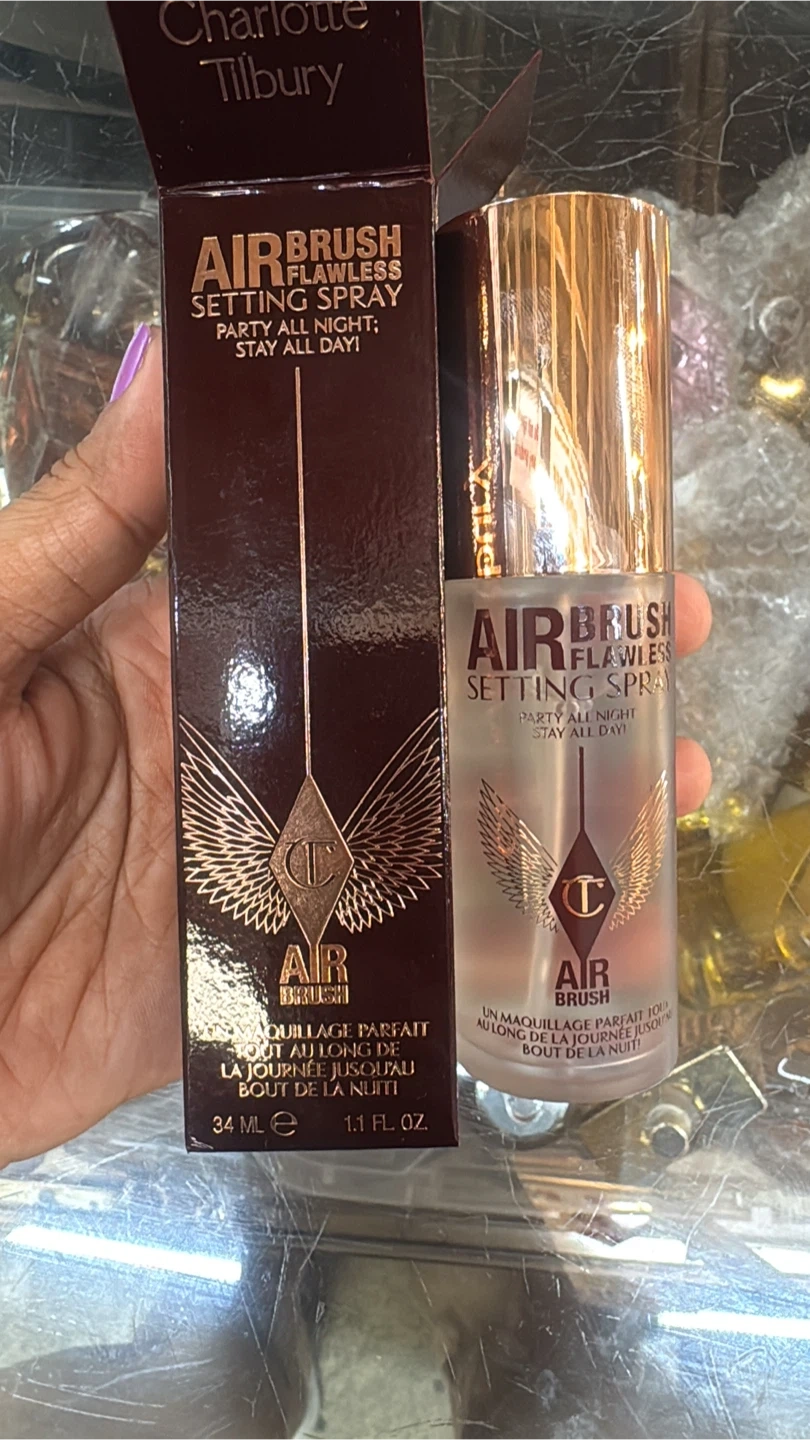 Charlotte
Tilbury
AIRBRUSH
FLAWLESS
SETTING SPRAY
PARTY ALL NIGHT;
STAY ALL DAY!
CT
AIR
BRUSH
UN MAQUILLAGE PARFAIT
TOUT AU LONG DE
LA JOURNÉE JUSQU'AU
BOUT DE LA NUIT!
34 ML e 1.1 FL. OZ.
AIRBRUSH
FLAWLESS
SETTING SPRAY
PARTY ALL NIGHT
STAY ALL DAY!
CT
AIR
BRUSH
UN MAQUILLAGE PARFAIT TOUT
AU LONG DE LA JOURNÉE JUSQU'AU
BOUT DE LA NUIT!